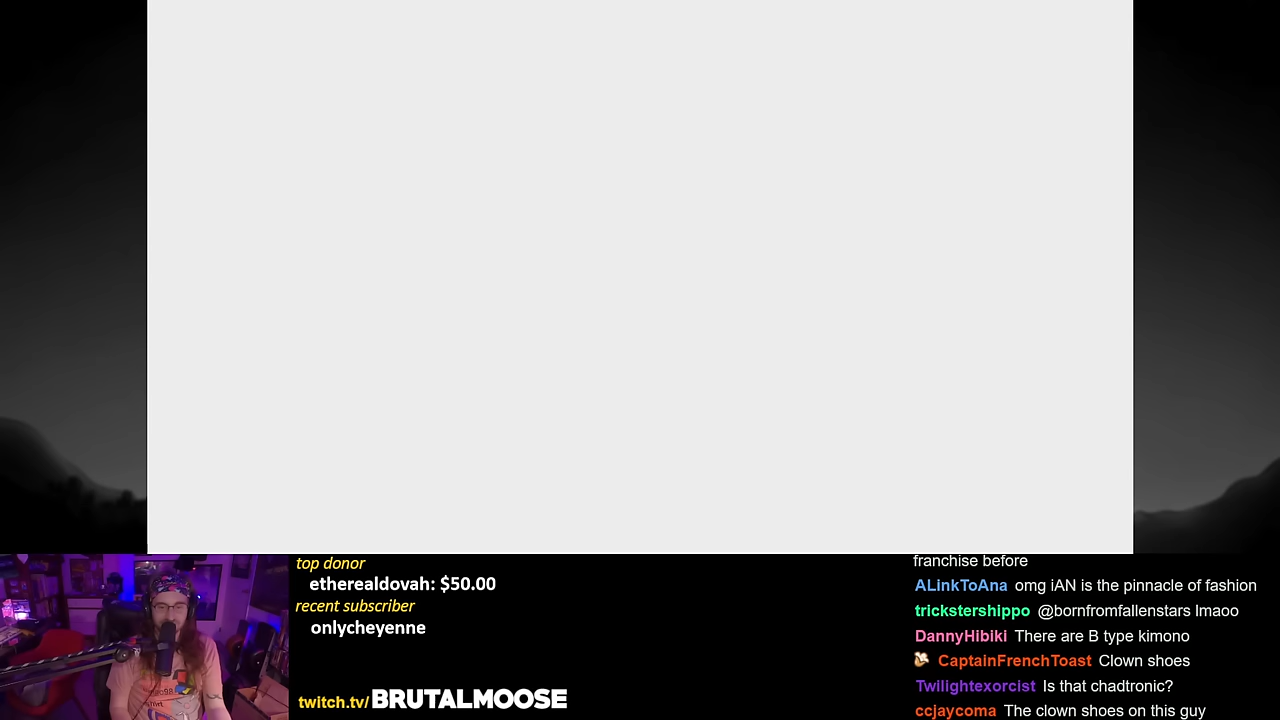 top donor
etherealdovah: $50.00
recent subscriber
onlycheyenne
twitch.tv/BRUTALMOOSE
franchise before
ALinkToAna omg iAN is the pinnacle of fashion
trickstershippo @bornfromfallenstars lmaoo
DannyHibiki There are B type kimono
CaptainFrenchToast Clown shoes
Twilightexorcist Is that chadtronic?
ccjaycoma The clown shoes on this guy